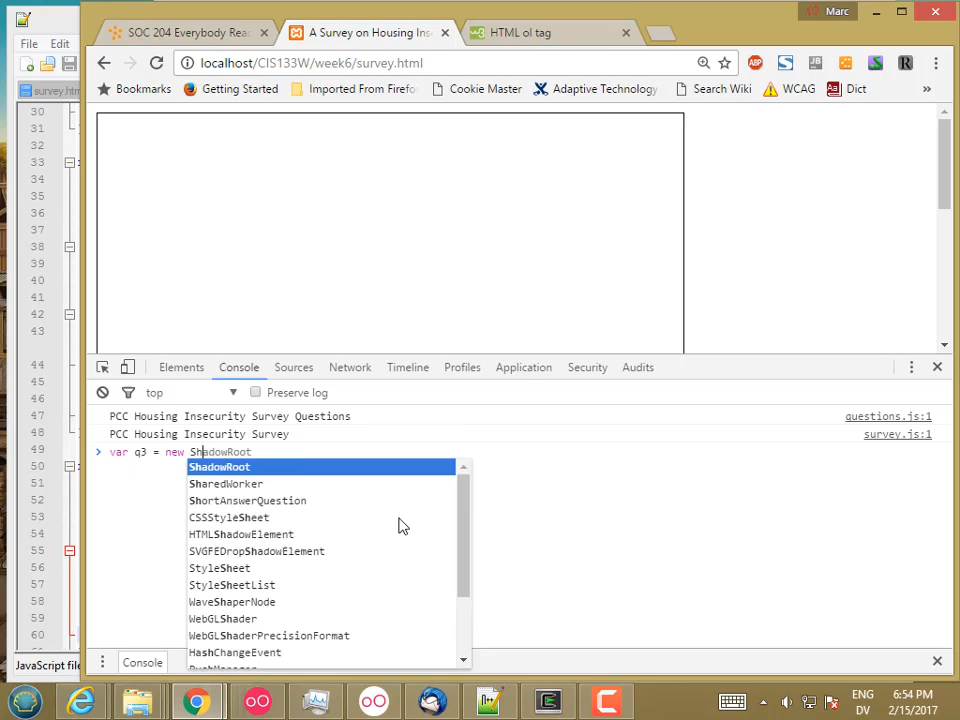 Marc
File Edit
SOC 204 Everybody Rea
A Survey on Housing Ins
HTML ol tag
localhost/CIS133W/week6/survey.html
ABP
JB
R
Bookmarks
Getting Started
Imported From Firefo
Cookie Master
Adaptive Technology
Search Wiki
WCAG
Dict
»
survey.htm
30
31
32
33
34
35
36
37
38
39
40
41
42
43
44
45
46
47
48
49
50
51
52
53
54
55
56
57
58
59
60
Elements
Console
Sources
Network
Timeline
Profiles
Application
Security
Audits
top
Preserve log
PCC Housing Insecurity Survey Questions
questions.js:1
PCC Housing Insecurity Survey
survey.js:1
> var q3 = new ShadowRoot
ShadowRoot
SharedWorker
ShortAnswerQuestion
CSSStyleSheet
HTMLShadowElement
SVGFEDropShadowElement
StyleSheet
StyleSheetList
WaveShaperNode
WebGLShader
WebGLShaderPrecisionFormat
HashChangeEvent
Console
JavaScript file
ENG
DV
6:54 PM
2/15/2017